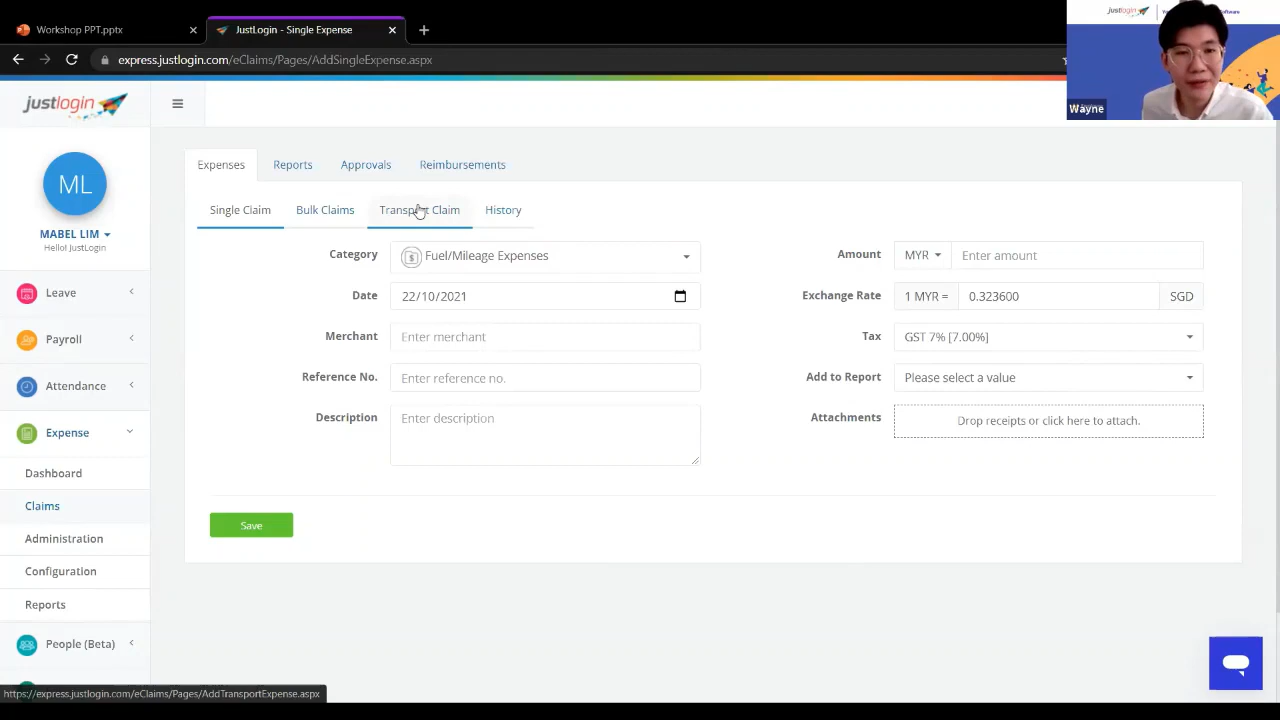 Workshop PPT.pptx
JustLogin - Single Expense
express.justlogin.com/eClaims/Pages/AddSingleExpense.aspx
justlogin
Software
Wayne
justlogin
ML
MABEL LIM
Hello! JustLogin
Leave
Payroll
Attendance
Expense
Dashboard
Claims
Administration
Configuration
Reports
People (Beta)
Expenses Reports Approvals Reimbursements
Single Claim Bulk Claims Transport Claim History
Category Fuel/Mileage Expenses
Date 22/10/2021
Merchant Enter merchant
Reference No. Enter reference no.
Description Enter description
Amount MYR Enter amount
Exchange Rate 1 MYR = 0.323600 SGD
Tax GST 7% [7.00%]
Add to Report Please select a value
Attachments Drop receipts or click here to attach.
Save
https://express.justlogin.com/eClaims/Pages/AddTransportExpense.aspx